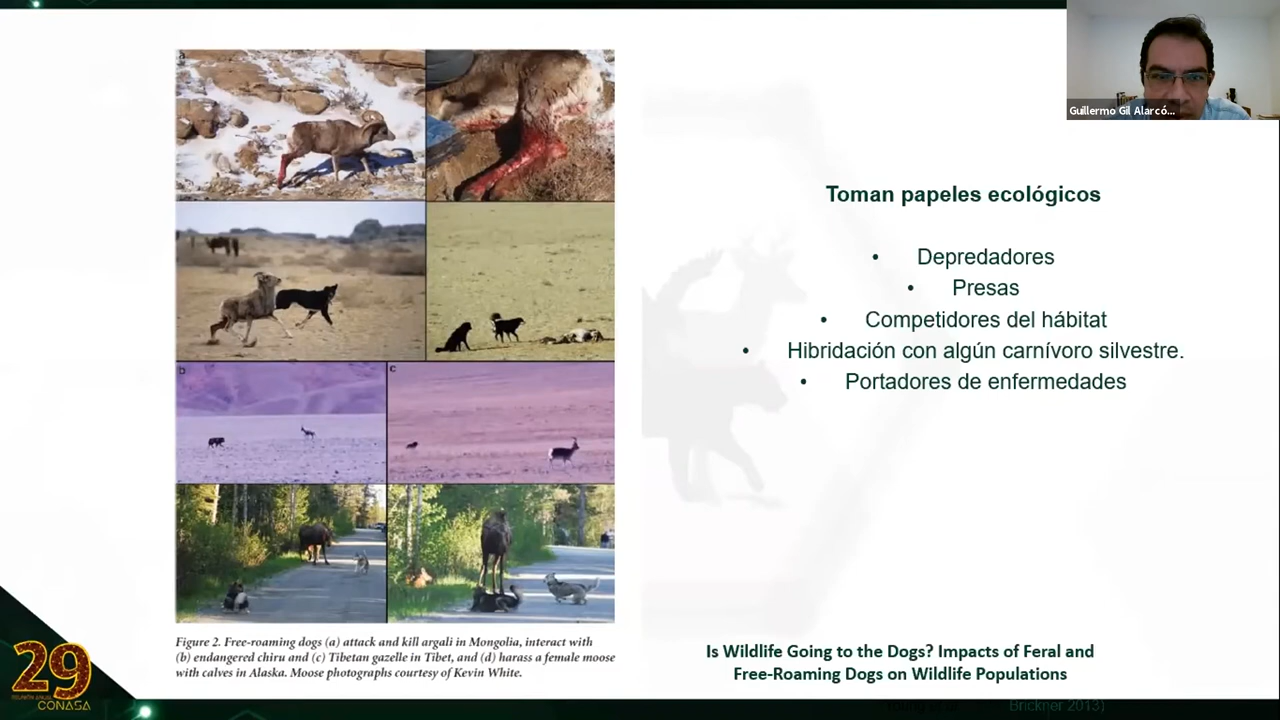 Guillermo Gil Alarcó...
Toman papeles ecológicos
• Depredadores
• Presas
• Competidores del hábitat
• Hibridación con algún carnívoro silvestre.
• Portadores de enfermedades
a
b
c
Figure 2. Free-roaming dogs (a) attack and kill argali in Mongolia, interact with
(b) endangered chiru and (c) Tibetan gazelle in Tibet, and (d) harass a female moose
with calves in Alaska. Moose photographs courtesy of Kevin White.
Is Wildlife Going to the Dogs? Impacts of Feral and
Free-Roaming Dogs on Wildlife Populations
Brickner 2013)
29
REUNIÓN ANUAL
CONASA